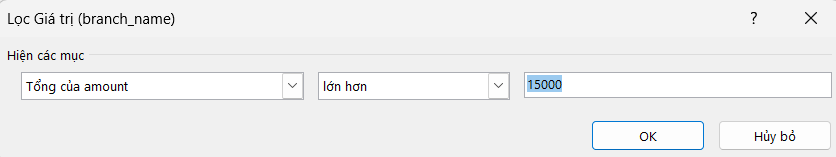 Lọc Giá trị (branch_name)
Hiện các mục
Tổng của amount lớn hơn 15000
OK Hủy bỏ